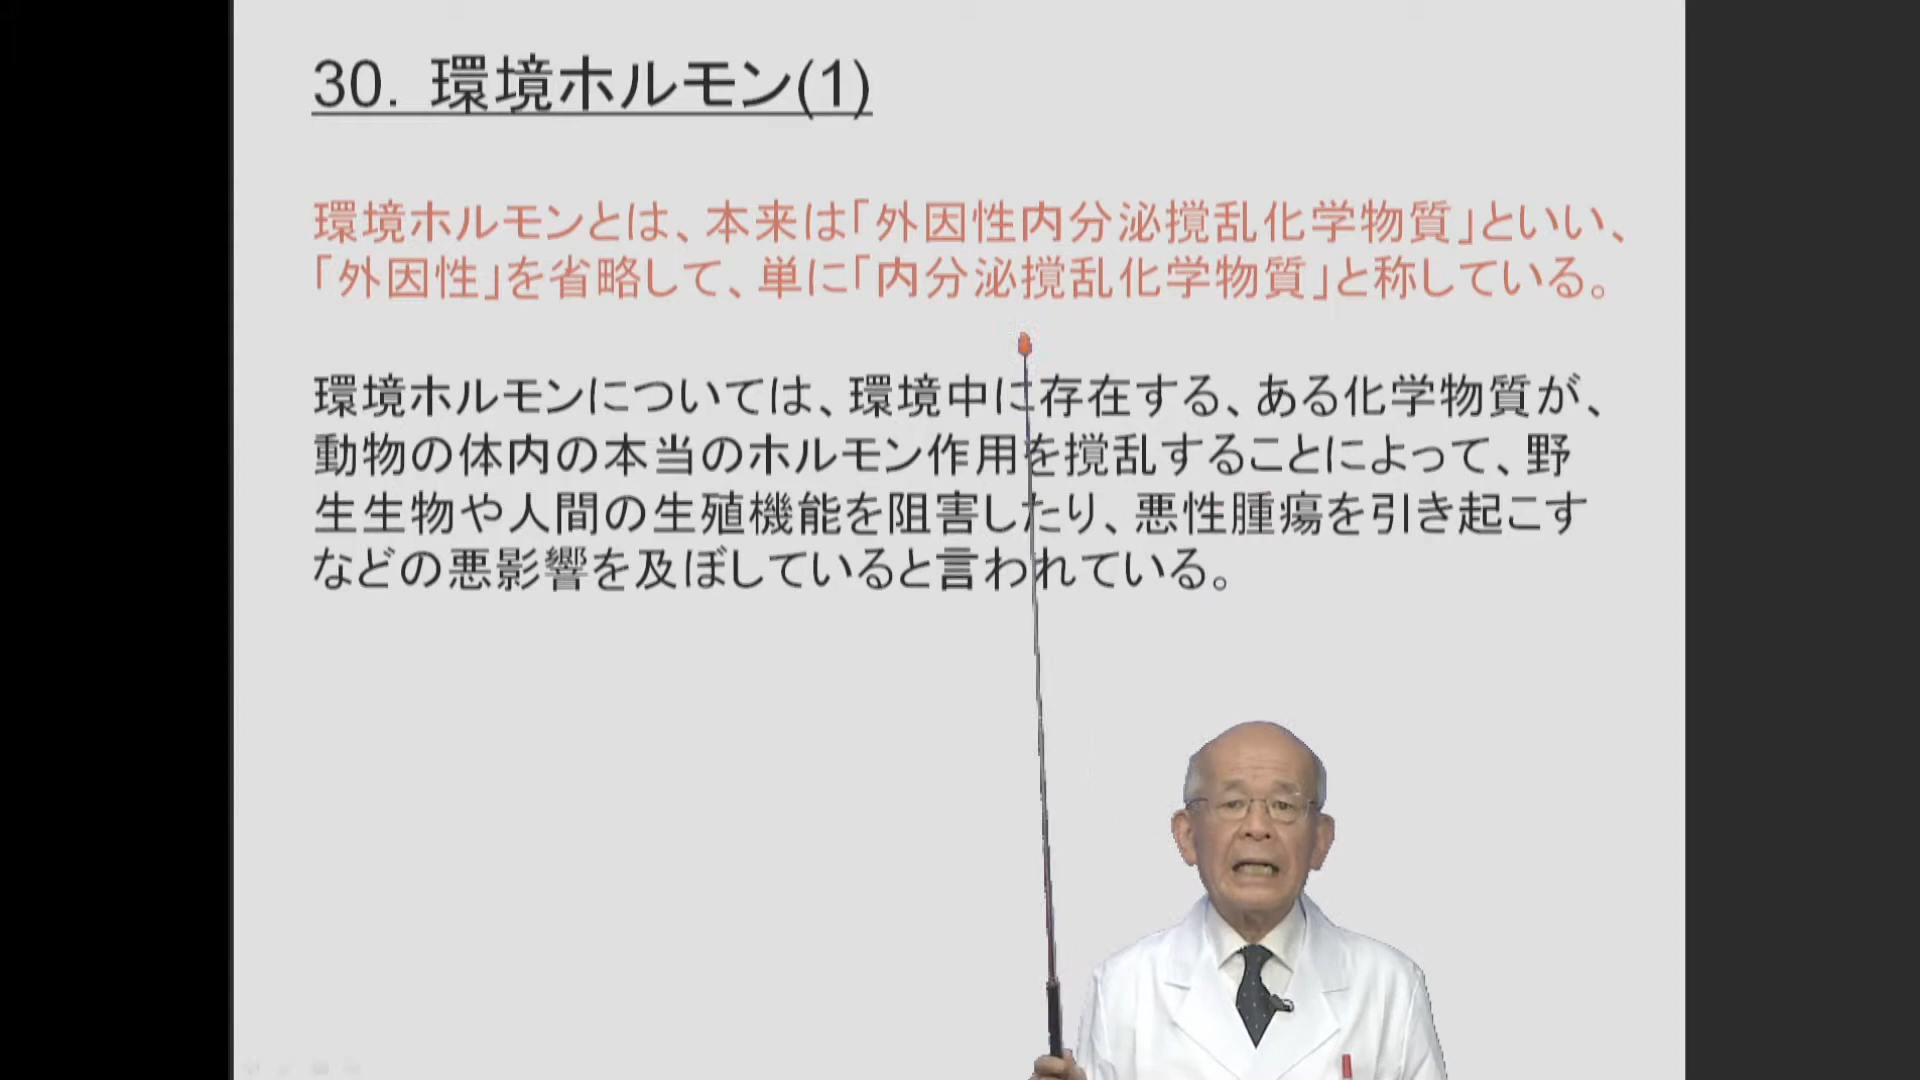 30. 環境ホルモン(1)
環境ホルモンとは、本来は「外因性内分泌撹乱化学物質」といい、
「外因性」を省略して、単に「内分泌撹乱化学物質」と称している。
環境ホルモンについては、環境中に存在する、ある化学物質が、
動物の体内の本当のホルモン作用を撹乱することによって、野
生生物や人間の生殖機能を阻害したり、悪性腫瘍を引き起こす
などの悪影響を及ぼしていると言われている。